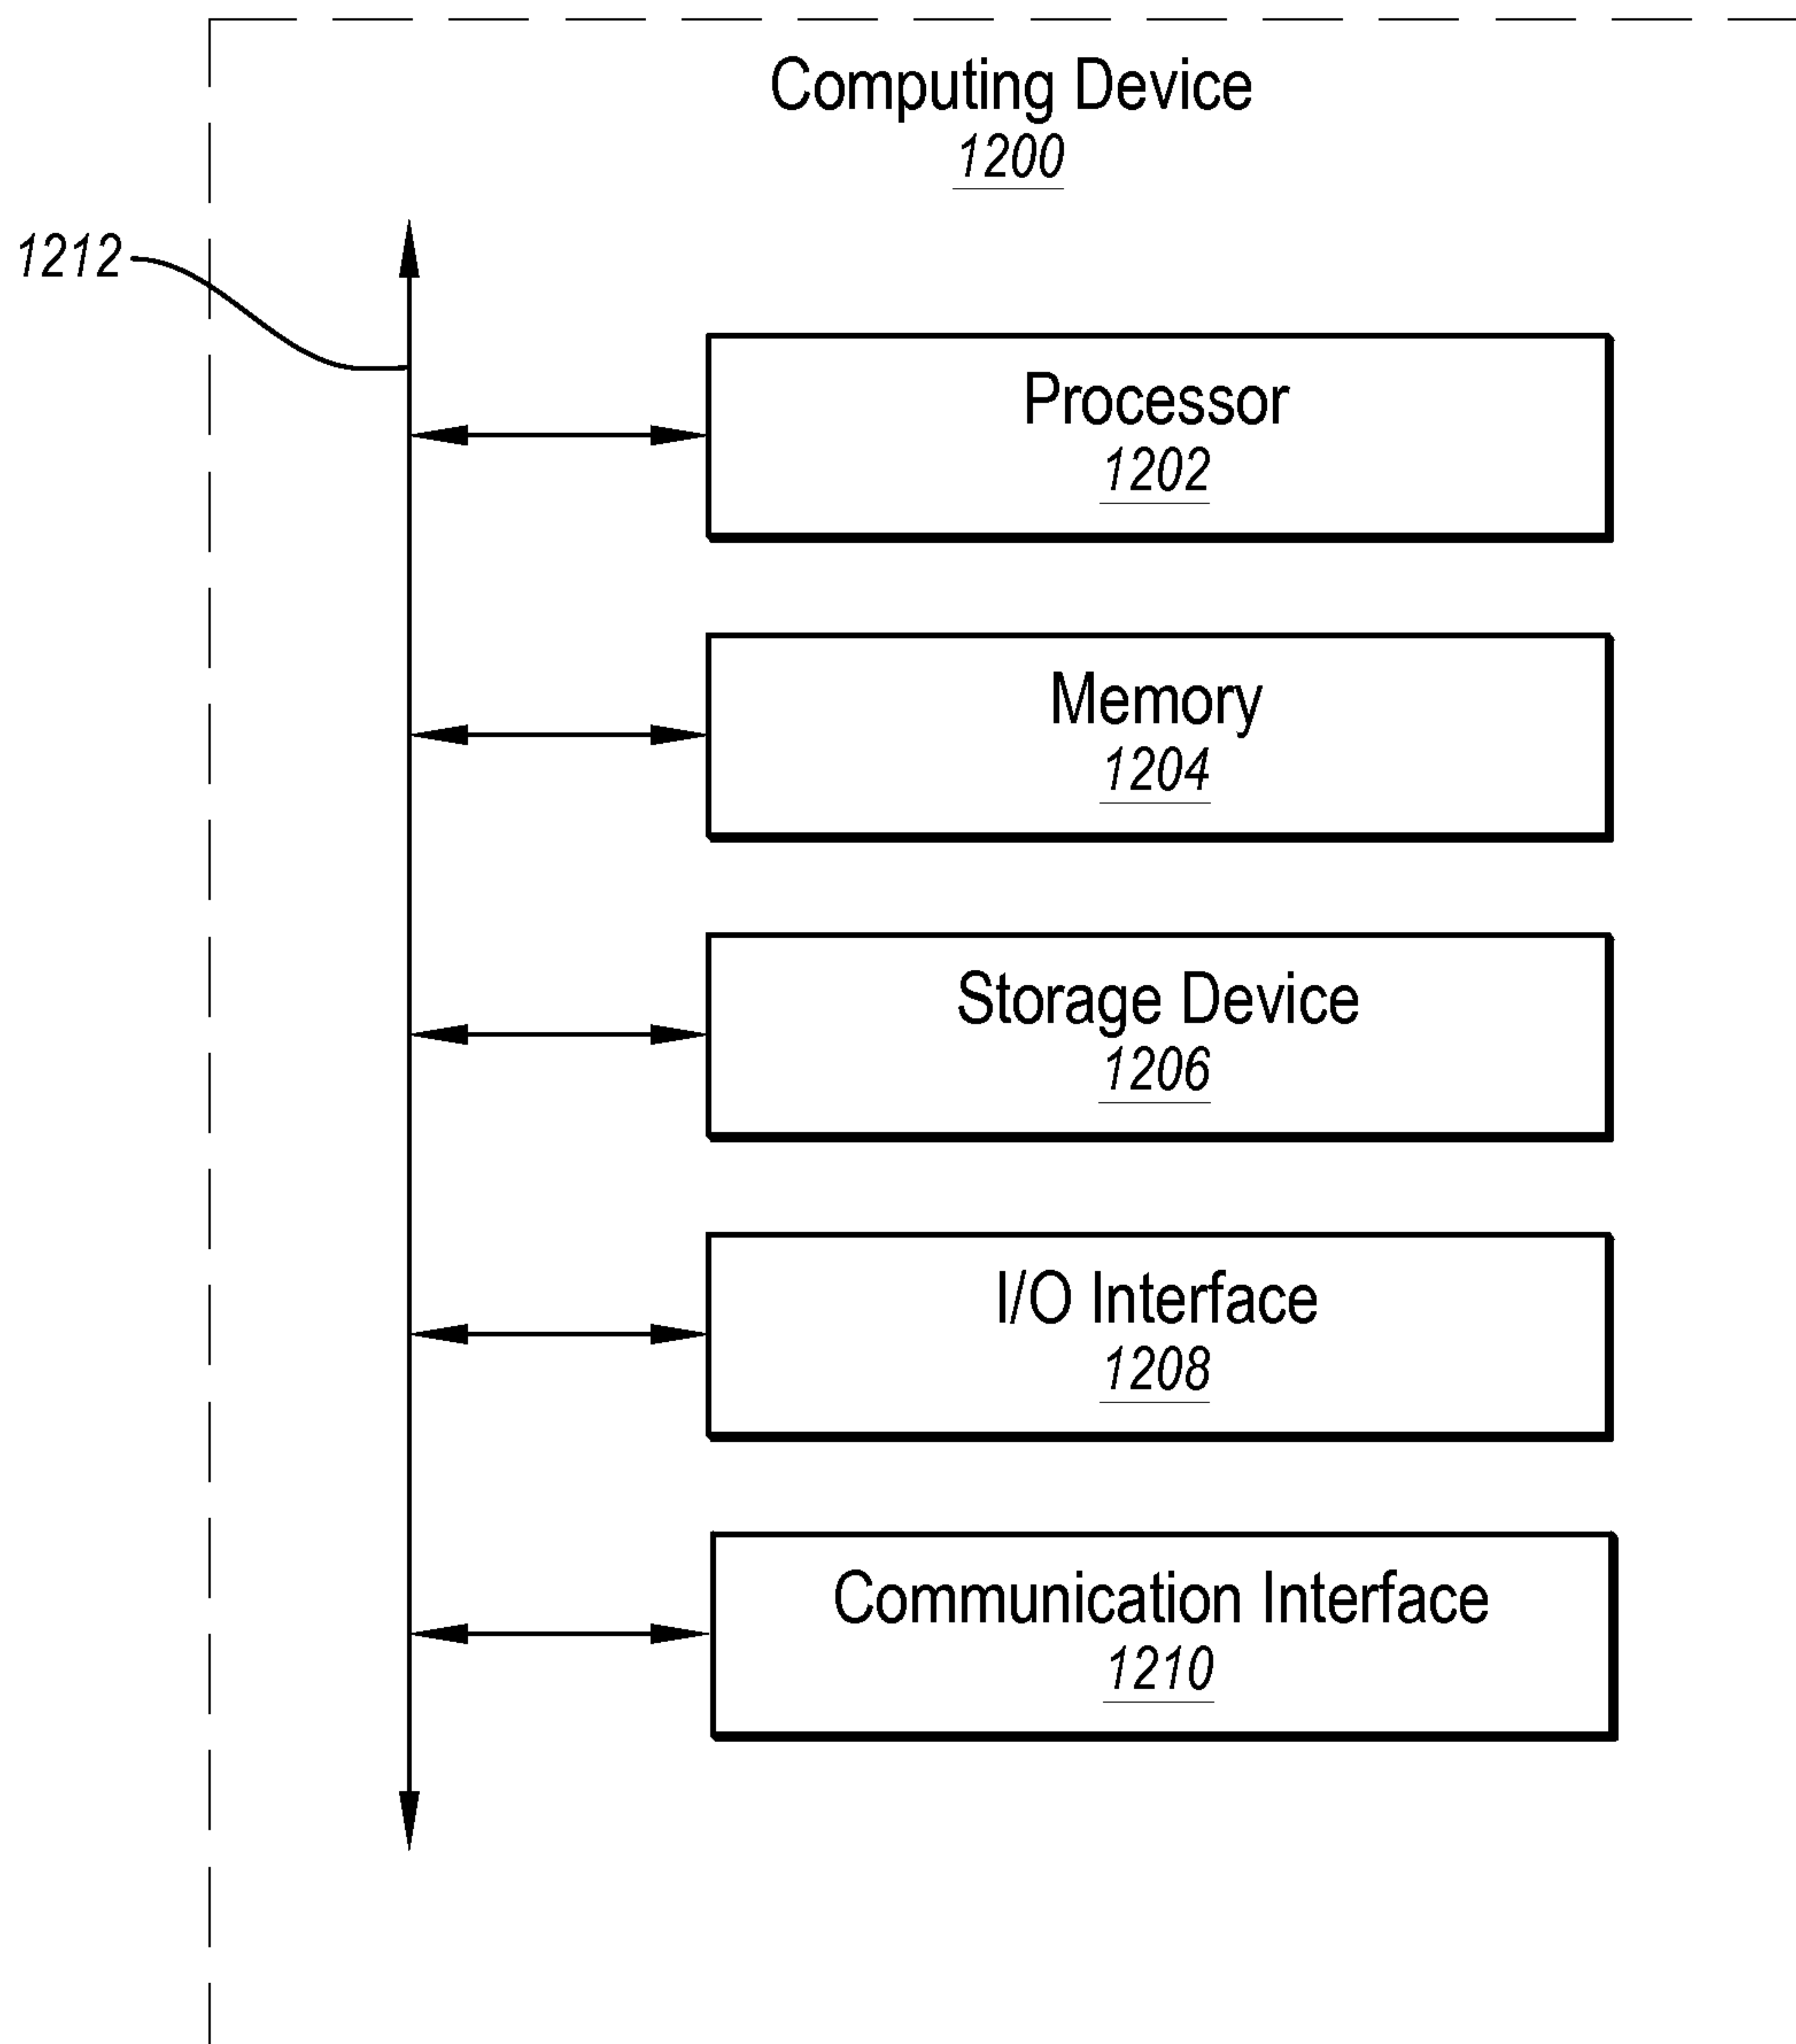 Computing Device
1200
1212
Processor
1202
Memory
1204
Storage Device
1206
I/O Interface
1208
Communication Interface
1210